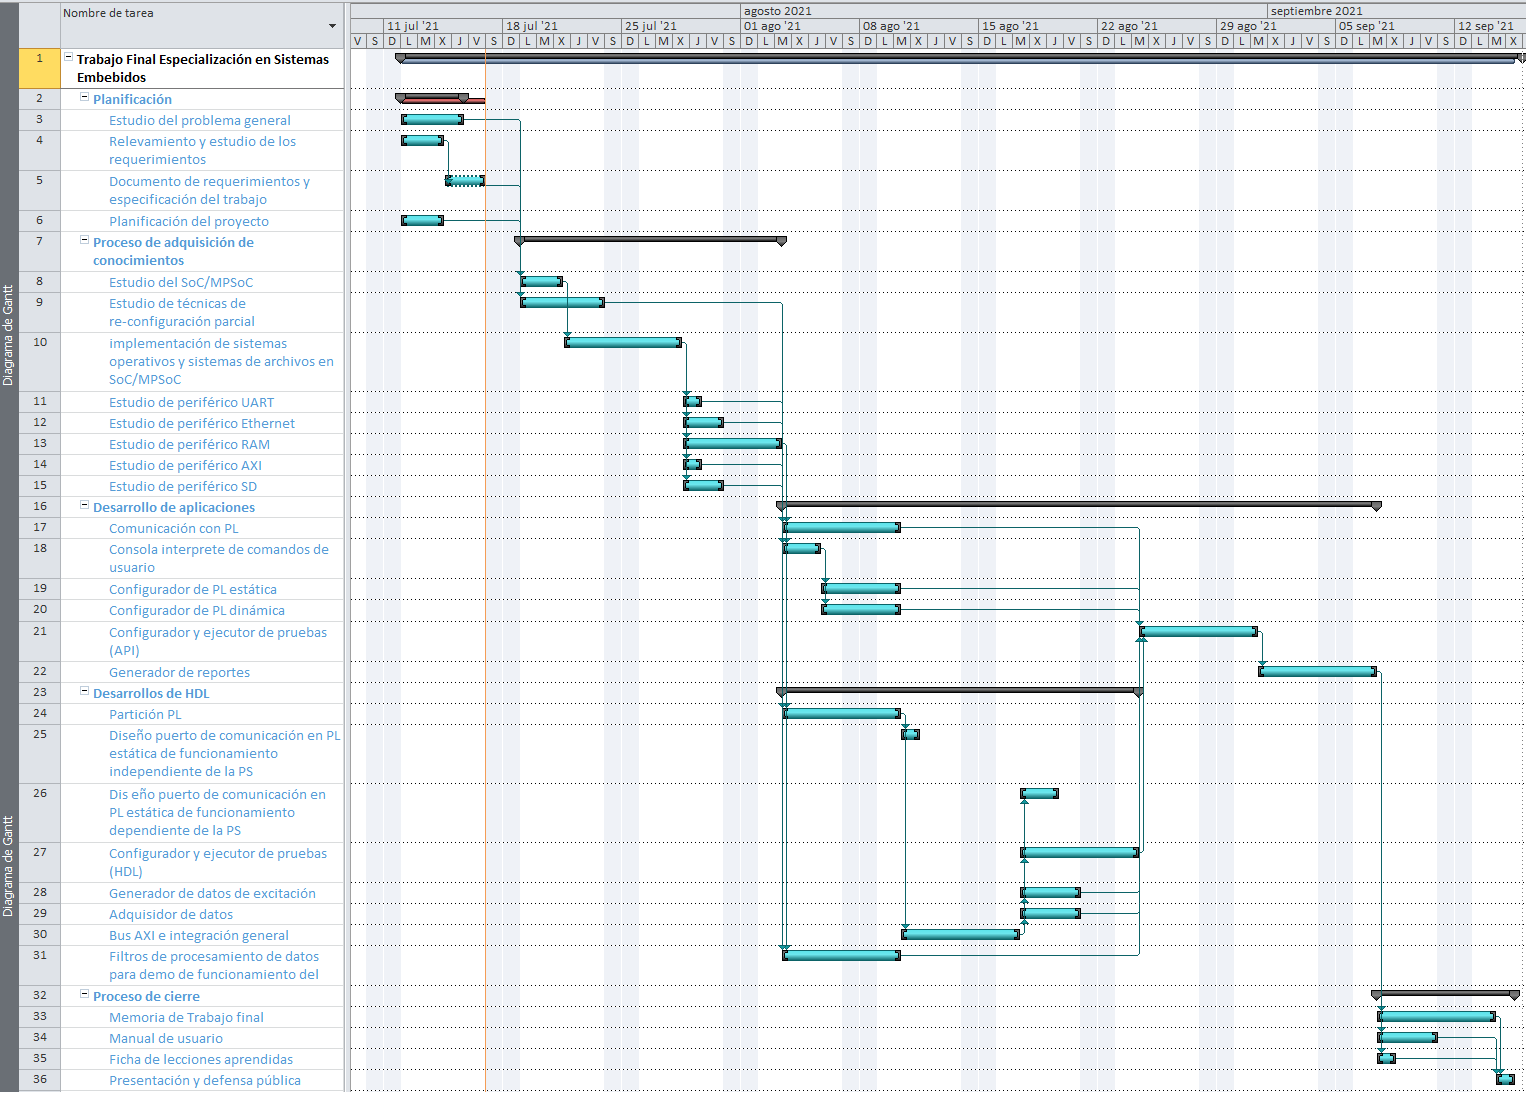 Nombre de tarea
agosto 2021
septiembre 2021
11 jul '21
18 jul '21
25 jul '21
01 ago '21
08 ago '21
15 ago '21
22 ago '21
29 ago '21
05 sep '21
12 sep '21
V S D L M X J V S D L M X J V S D L M X J V S D L M X J V S D L M X J V S D L M X J V S D L M X J V S D L M X J V S D L M X J V S D L M X
Diagrama de Gantt
Diagrama de Gantt
1 Trabajo Final Especialización en Sistemas
Embebidos
2 Planificación
3 Estudio del problema general
4 Relevamiento y estudio de los
requerimientos
5 Documento de requerimientos y
especificación del trabajo
6 Planificación del proyecto
7 Proceso de adquisición de
conocimientos
8 Estudio del SoC/MPSoC
9 Estudio de técnicas de
re-configuración parcial
10 implementación de sistemas
operativos y sistemas de archivos en
SoC/MPSoC
11 Estudio de periférico UART
12 Estudio de periférico Ethernet
13 Estudio de periférico RAM
14 Estudio de periférico AXI
15 Estudio de periférico SD
16 Desarrollo de aplicaciones
17 Comunicación con PL
18 Consola interprete de comandos de
usuario
19 Configurador de PL estática
20 Configurador de PL dinámica
21 Configurador y ejecutor de pruebas
(API)
22 Generador de reportes
23 Desarrollos de HDL
24 Partición PL
25 Diseño puerto de comunicación en PL
estática de funcionamiento
independiente de la PS
26 Dis eño puerto de comunicación en
PL estática de funcionamiento
dependiente de la PS
27 Configurador y ejecutor de pruebas
(HDL)
28 Generador de datos de excitación
29 Adquisidor de datos
30 Bus AXI e integración general
31 Filtros de procesamiento de datos
para demo de funcionamiento del
32 Proceso de cierre
33 Memoria de Trabajo final
34 Manual de usuario
35 Ficha de lecciones aprendidas
36 Presentación y defensa pública